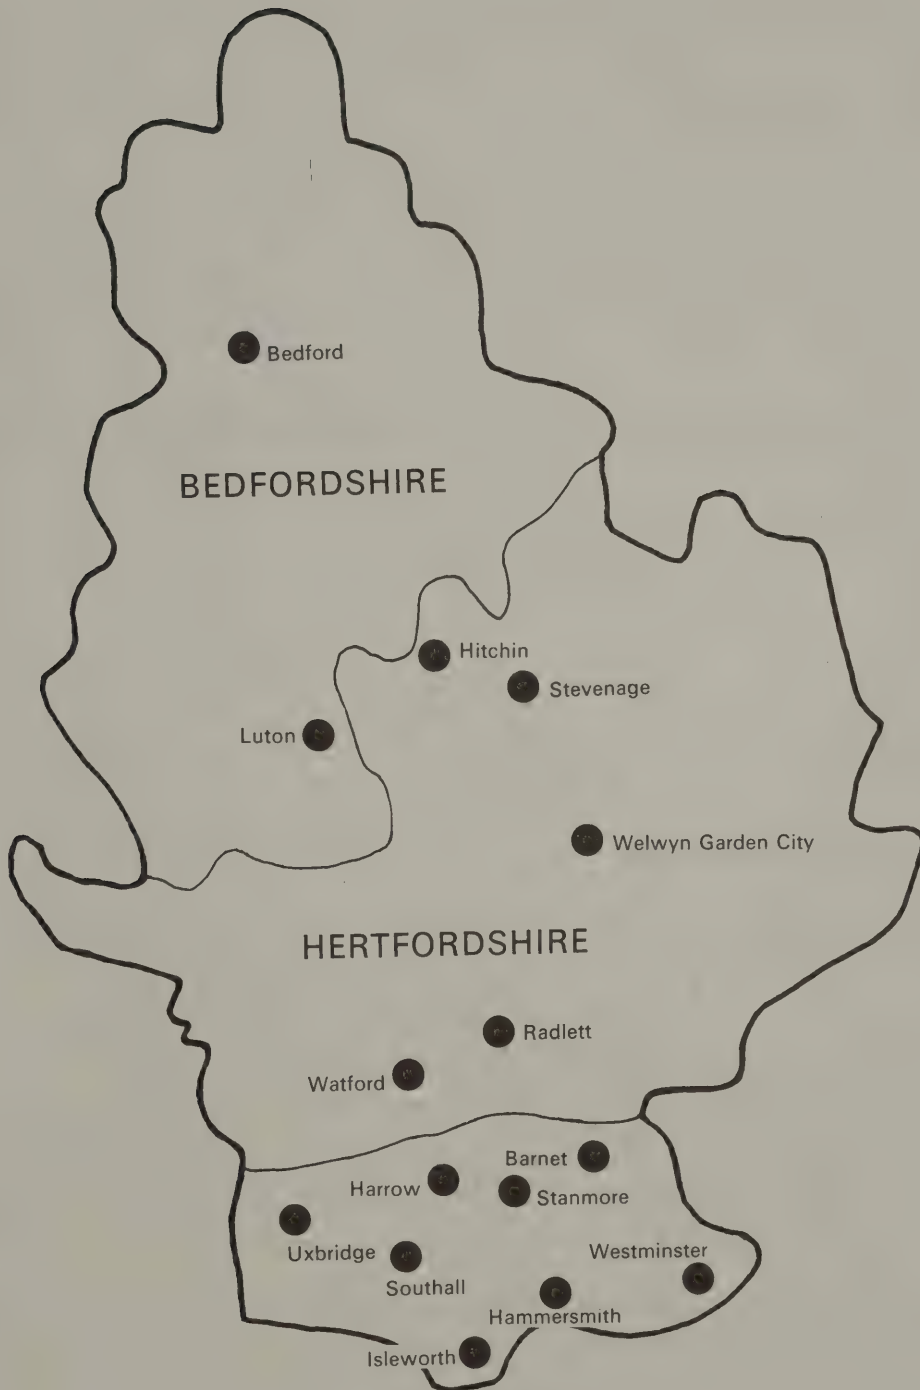 Bedford
BEDFORDSHIRE
Hitchin
Stevenage
Luton
Welwyn Garden City
HERTFORDSHIRE
Radlett
Watford
Barnet
Harrow
Stanmore
Uxbridge
Westminster
Southall
Hammersmith
Isleworth